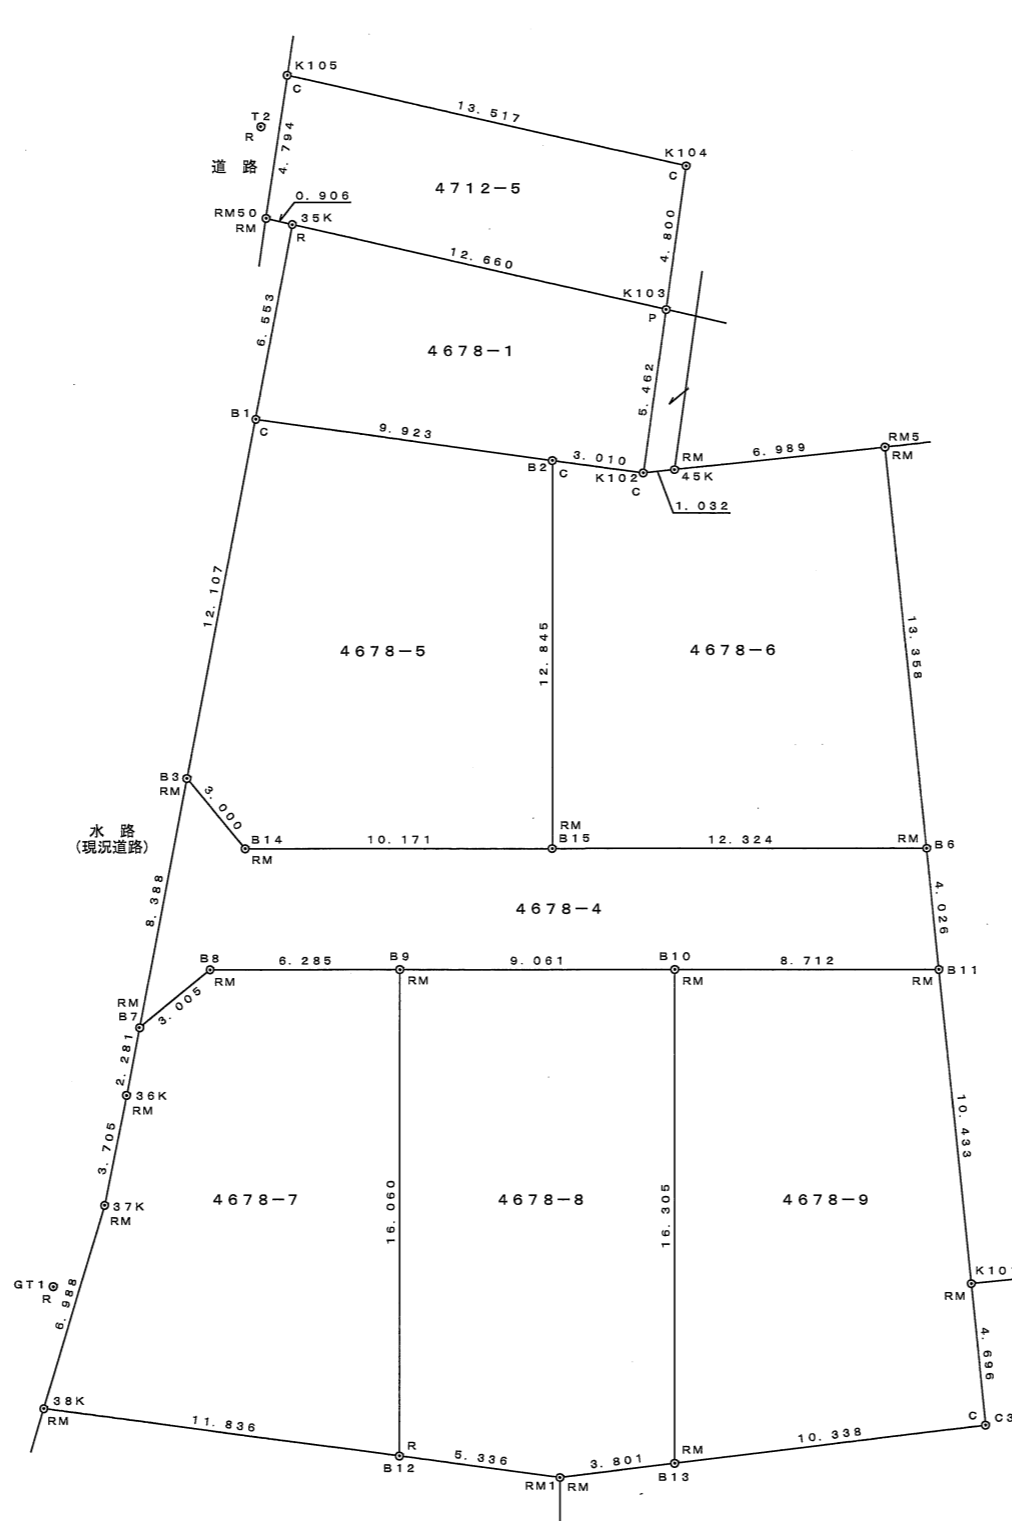 K105
C
13.517
T2
R
4.794
道 路
K104
C
4712-5
0.906
RM50
RM
35K
R
4.800
12.660
K103
P
6.553
4678-1
5.462
B1
C
9.923
B2
C
3.010
K102
C
RM
45K
6.989
RM5
RM
1.032
12.107
4678-5
12.845
4678-6
13.358
B3
RM
3.000
水 路
(現況道路)
B14
RM
10.171
RM
B15
12.324
RM
B6
8.388
4678-4
4.026
B8
RM
6.285
B9
RM
9.061
B10
RM
8.712
RM
B11
RM
B7
3.005
2.281
36K
RM
3.705
10.433
37K
RM
4678-7
16.060
4678-8
16.305
4678-9
GT1
R
6.988
K101
RM
4.696
38K
RM
11.836
R
B12
5.336
RM1
RM
3.801
RM
B13
10.338
C
C3